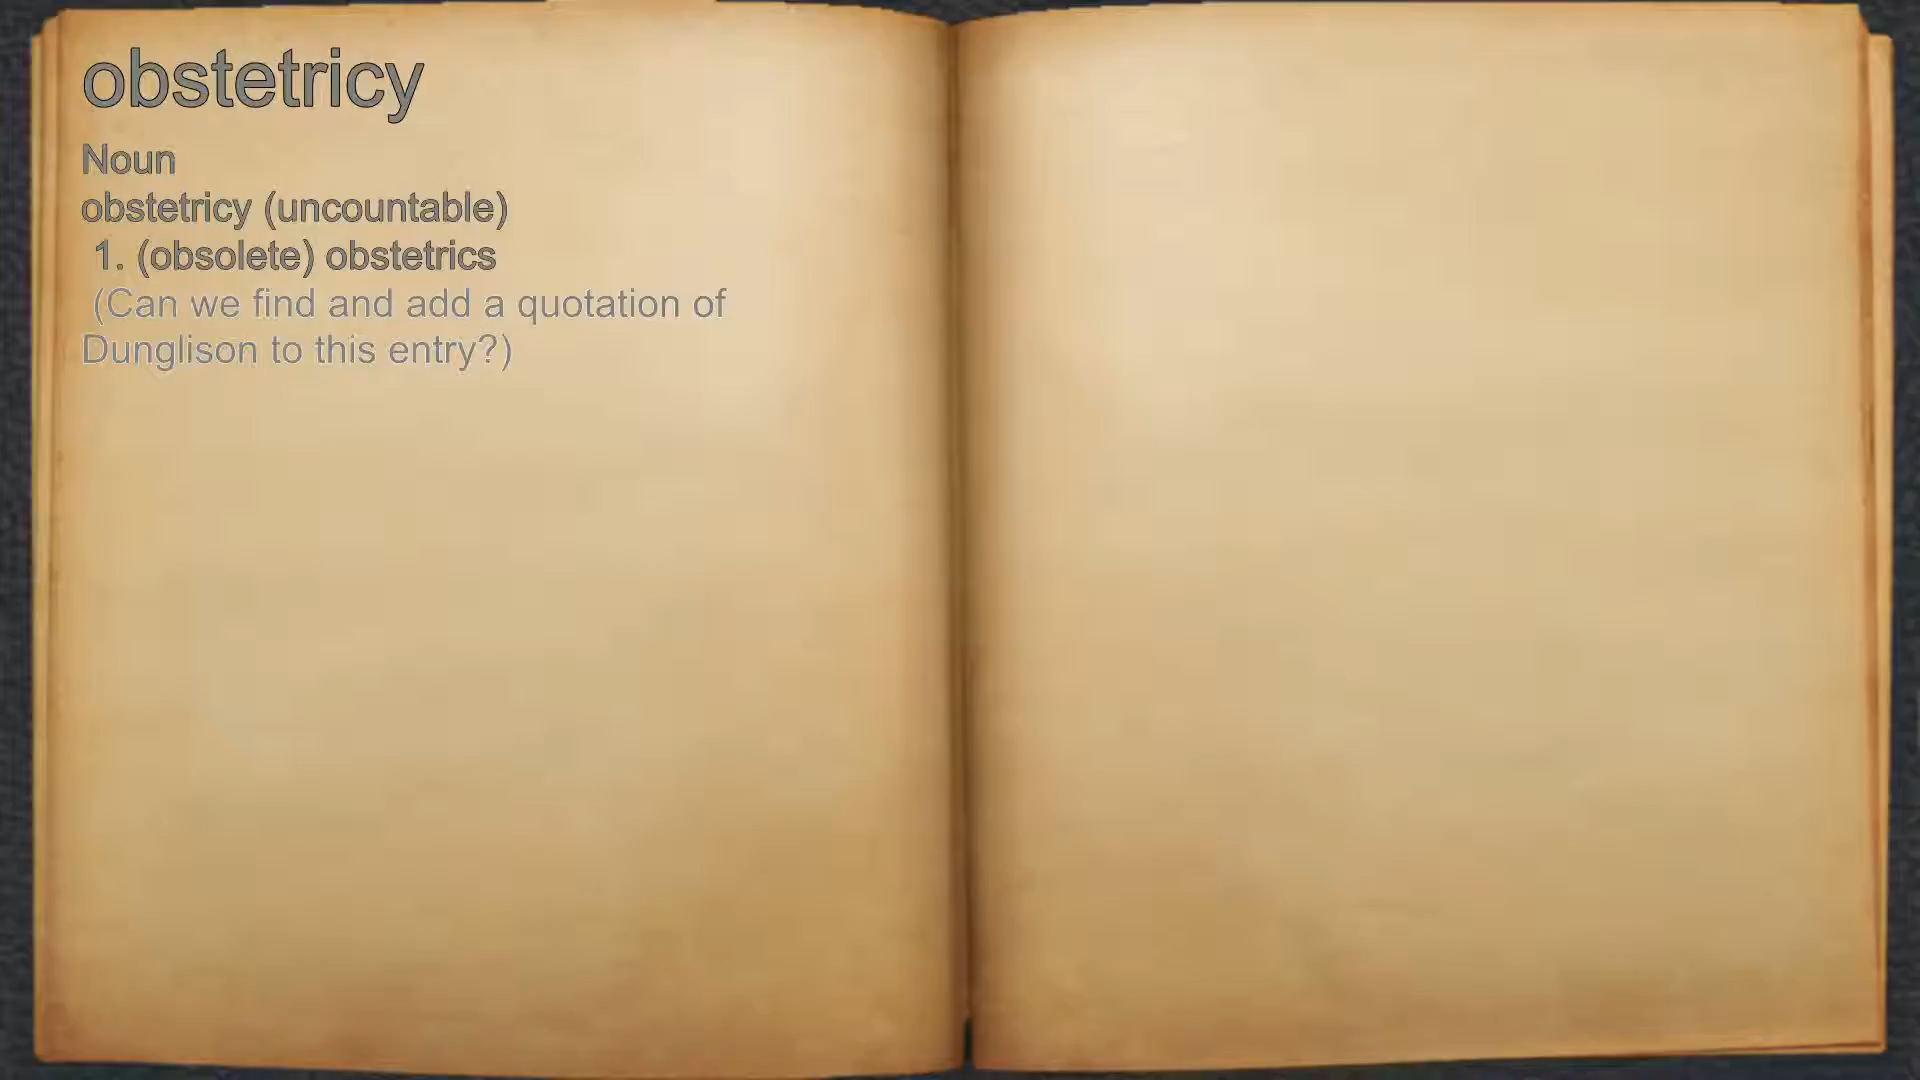 obstetricy
Noun
obstetricy (uncountable)
1. (obsolete) obstetrics
(Can we find and add a quotation of
Dunglison to this entry?)